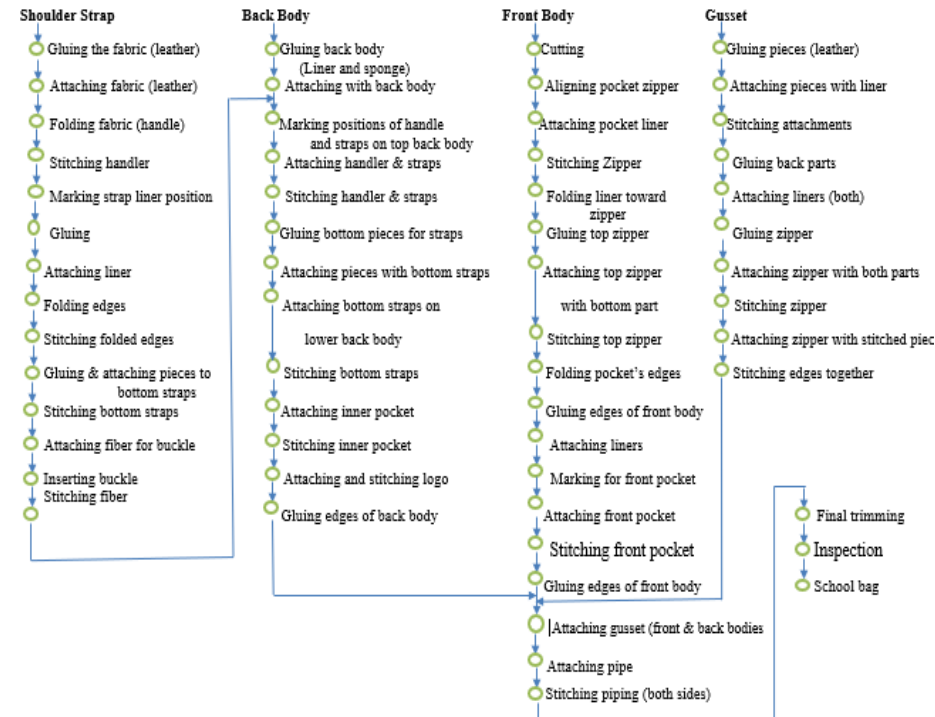 Shoulder Strap
Gluing the fabric (leather)
Attaching fabric (leather)
Folding fabric (handle)
Stitching handler
Marking strap liner position
Gluing
Attaching liner
Folding edges
Stitching folded edges
Gluing & attaching pieces to
bottom straps
Stitching bottom straps
Attaching fiber for buckle
Inserting buckle
Stitching fiber
Back Body
Gluing back body
(Liner and sponge)
Attaching with back body
Marking positions of handle
and straps on top back body
Attaching handler & straps
Stitching handler & straps
Gluing bottom pieces for straps
Attaching pieces with bottom straps
Attaching bottom straps on
lower back body
Stitching bottom straps
Attaching inner pocket
Stitching inner pocket
Attaching and stitching logo
Gluing edges of back body
Front Body
Cutting
Aligning pocket zipper
Attaching pocket liner
Stitching Zipper
Folding liner toward
zipper
Gluing top zipper
Attaching top zipper
with bottom part
Stitching top zipper
Folding pocket's edges
Gluing edges of front body
Attaching liners
Marking for front pocket
Attaching front pocket
Stitching front pocket
Gluing edges of front body
Attaching gusset (front & back bodies
Attaching pipe
Stitching piping (both sides)
Gusset
Gluing pieces (leather)
Attaching pieces with liner
Stitching attachments
Gluing back parts
Attaching liners (both)
Gluing zipper
Attaching zipper with both parts
Stitching zipper
Attaching zipper with stitched piec
Stitching edges together
Final trimming
Inspection
School bag